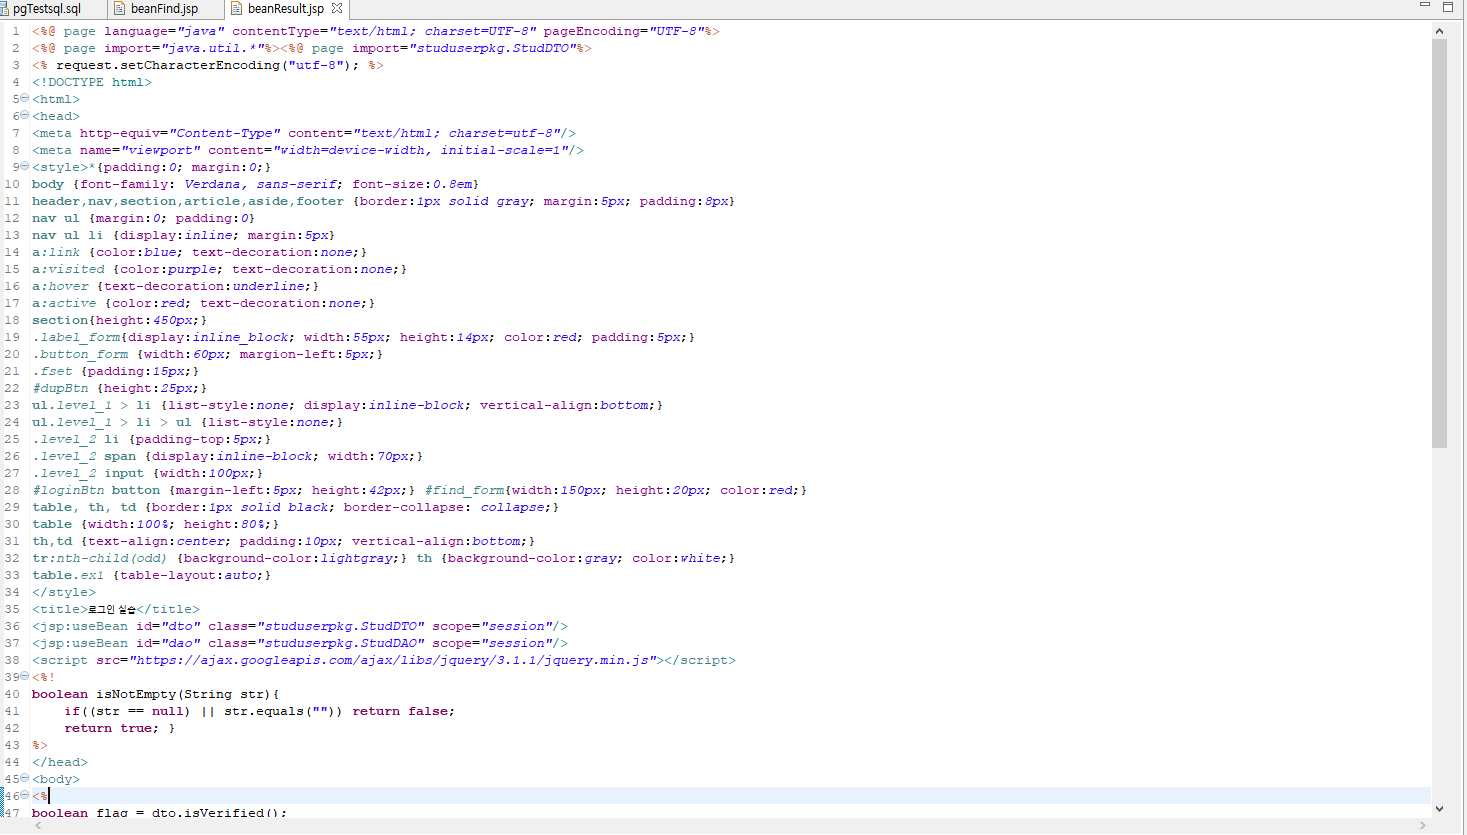 pgTestsql.sql beanFind.jsp beanResult.jsp
1 <%@ page language="java" contentType="text/html; charset=UTF-8" pageEncoding="UTF-8"%>
2 <%@ page import="java.util.*"%><%@ page import="studuserpkg.StudDTO"%>
3 <% request.setCharacterEncoding("utf-8"); %>
4 <!DOCTYPE html>
5 <html>
6 <head>
7 <meta http-equiv="Content-Type" content="text/html; charset=utf-8"/>
8 <meta name="viewport" content="width=device-width, initial-scale=1"/>
9 <style>*{padding:0; margin:0;}
10 body {font-family: Verdana, sans-serif; font-size:0.8em}
11 header,nav,section,article,aside,footer {border:1px solid gray; margin:5px; padding:8px}
12 nav ul {margin:0; padding:0}
13 nav ul li {display:inline; margin:5px}
14 a:link {color:blue; text-decoration:none;}
15 a:visited {color:purple; text-decoration:none;}
16 a:hover {text-decoration:underline;}
17 a:active {color:red; text-decoration:none;}
18 section{height:450px;}
19 .label_form{display:inline_block; width:55px; height:14px; color:red; padding:5px;}
20 .button_form {width:60px; margion-left:5px;}
21 .fset {padding:15px;}
22 #dupBtn {height:25px;}
23 ul.level_1 > li {list-style:none; display:inline-block; vertical-align:bottom;}
24 ul.level_1 > li > ul {list-style:none;}
25 .level_2 li {padding-top:5px;}
26 .level_2 span {display:inline-block; width:70px;}
27 .level_2 input {width:100px;}
28 #loginBtn button {margin-left:5px; height:42px;} #find_form{width:150px; height:20px; color:red;}
29 table, th, td {border:1px solid black; border-collapse: collapse;}
30 table {width:100%; height:80%;}
31 th,td {text-align:center; padding:10px; vertical-align:bottom;}
32 tr:nth-child(odd) {background-color:lightgray;} th {background-color:gray; color:white;}
33 table.ex1 {table-layout:auto;}
34 </style>
35 <title>로그인 실습</title>
36 <jsp:useBean id="dto" class="studuserpkg.StudDTO" scope="session"/>
37 <jsp:useBean id="dao" class="studuserpkg.StudDAO" scope="session"/>
38 <script src="https://ajax.googleapis.com/ajax/libs/jquery/3.1.1/jquery.min.js"></script>
39 <%!
40 boolean isNotEmpty(String str){
41 if((str == null) || str.equals("")) return false;
42 return true; }
43 %>
44 </head>
45 <body>
46 <%
47 boolean flag = dto.isVerified();